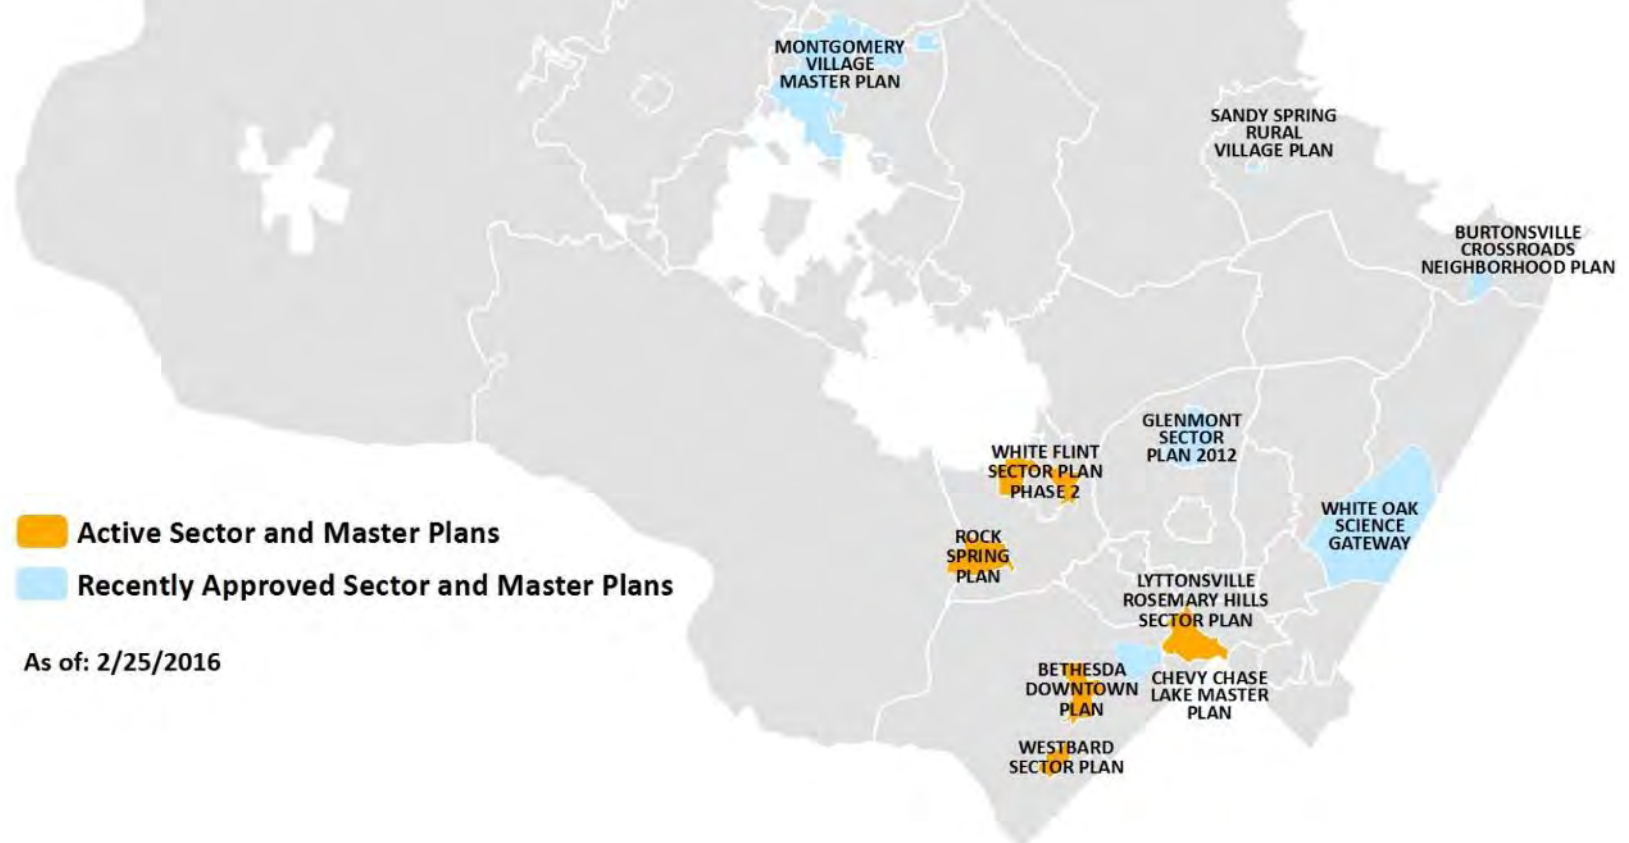 MONTGOMERY
VILLAGE
MASTER PLAN
SANDY SPRING
RURAL
VILLAGE PLAN
BURTONSVILLE
CROSSROADS
NEIGHBORHOOD PLAN
GLENMONT
SECTOR
PLAN 2012
WHITE FLINT
SECTOR PLAN
PHASE 2
WHITE OAK
SCIENCE
GATEWAY
ROCK
SPRING
PLAN
LYTTONSVILLE
ROSEMARY HILLS
SECTOR PLAN
BETHESDA
DOWNTOWN
PLAN
CHEVY CHASE
LAKE MASTER
PLAN
WESTBARD
SECTOR PLAN
Active Sector and Master Plans
Recently Approved Sector and Master Plans
As of: 2/25/2016